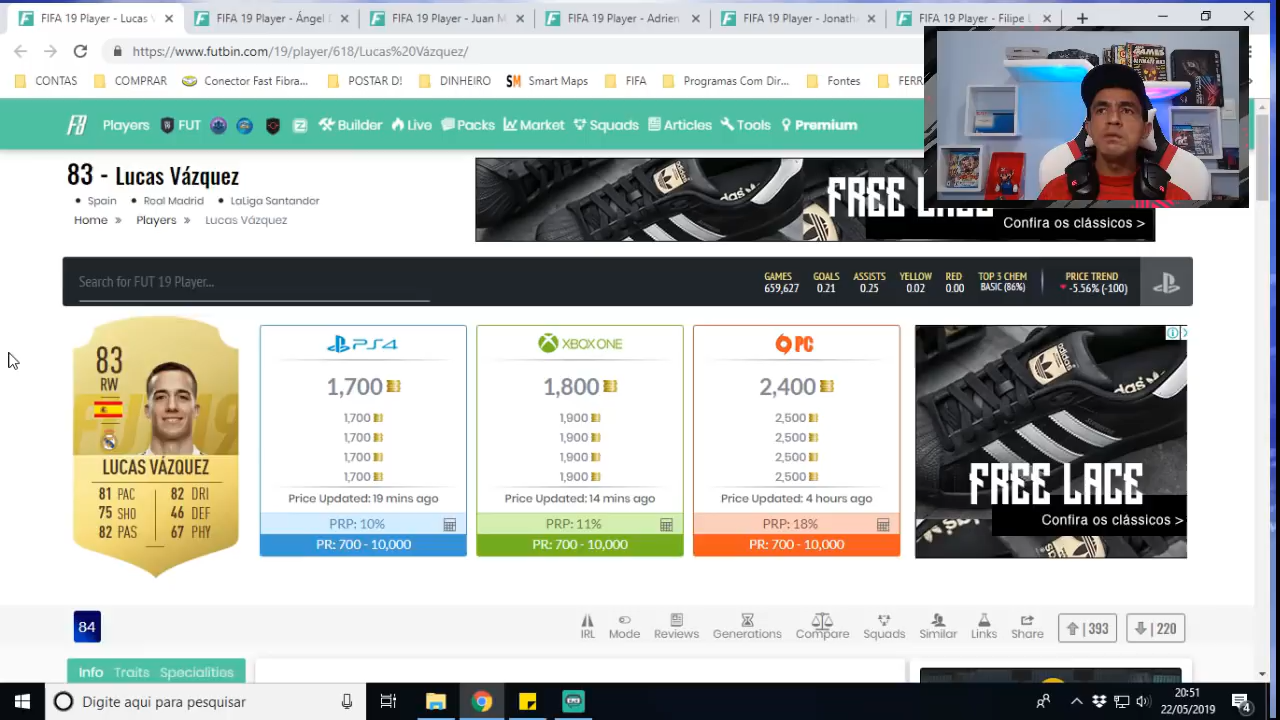 FIFA 19 Player - Lucas V
FIFA 19 Player - Ángel
FIFA 19 Player - Juan M
FIFA 19 Player - Adrien
FIFA 19 Player - Jonath
FIFA 19 Player - Filipe L
https://www.futbin.com/19/player/618/Lucas%20Vázquez/
CONTAS
COMPRAR
Conector Fast Fibra...
POSTAR D!
DINHEIRO
SM Smart Maps
FIFA
Programas Com Dir...
Fontes
FERR
Players FUT Builder Live Packs Market Squads Articles Tools Premium
83 - Lucas Vázquez
Spain Real Madrid LaLiga Santander
Home » Players » Lucas Vázquez
adidas
FREE LACE
Confira os clássicos >
Search for FUT 19 Player...
GAMES GOALS ASSISTS YELLOW RED TOP 3 CHEM PRICE TREND
659,627 0.21 0.25 0.02 0.00 BASIC (86%) -5.56% (-100)
83
RW
LUCAS VÁZQUEZ
81 PAC 82 DRI
75 SHO 46 DEF
82 PAS 67 PHY
PS4
1,700
1,700
1,700
1,700
1,700
Price Updated: 19 mins ago
PRP: 10%
PR: 700 - 10,000
XBOX ONE
1,800
1,900
1,900
1,900
1,900
Price Updated: 14 mins ago
PRP: 11%
PR: 700 - 10,000
PC
2,400
2,500
2,500
2,500
2,500
Price Updated: 4 hours ago
PRP: 18%
PR: 700 - 10,000
adidas
FREE LACE
Confira os clássicos >
84
IRL Mode Reviews Generations Compare Squads Similar Links Share
393
220
Info Traits Specialities
Digite aqui para pesquisar
20:51
22/05/2019
4